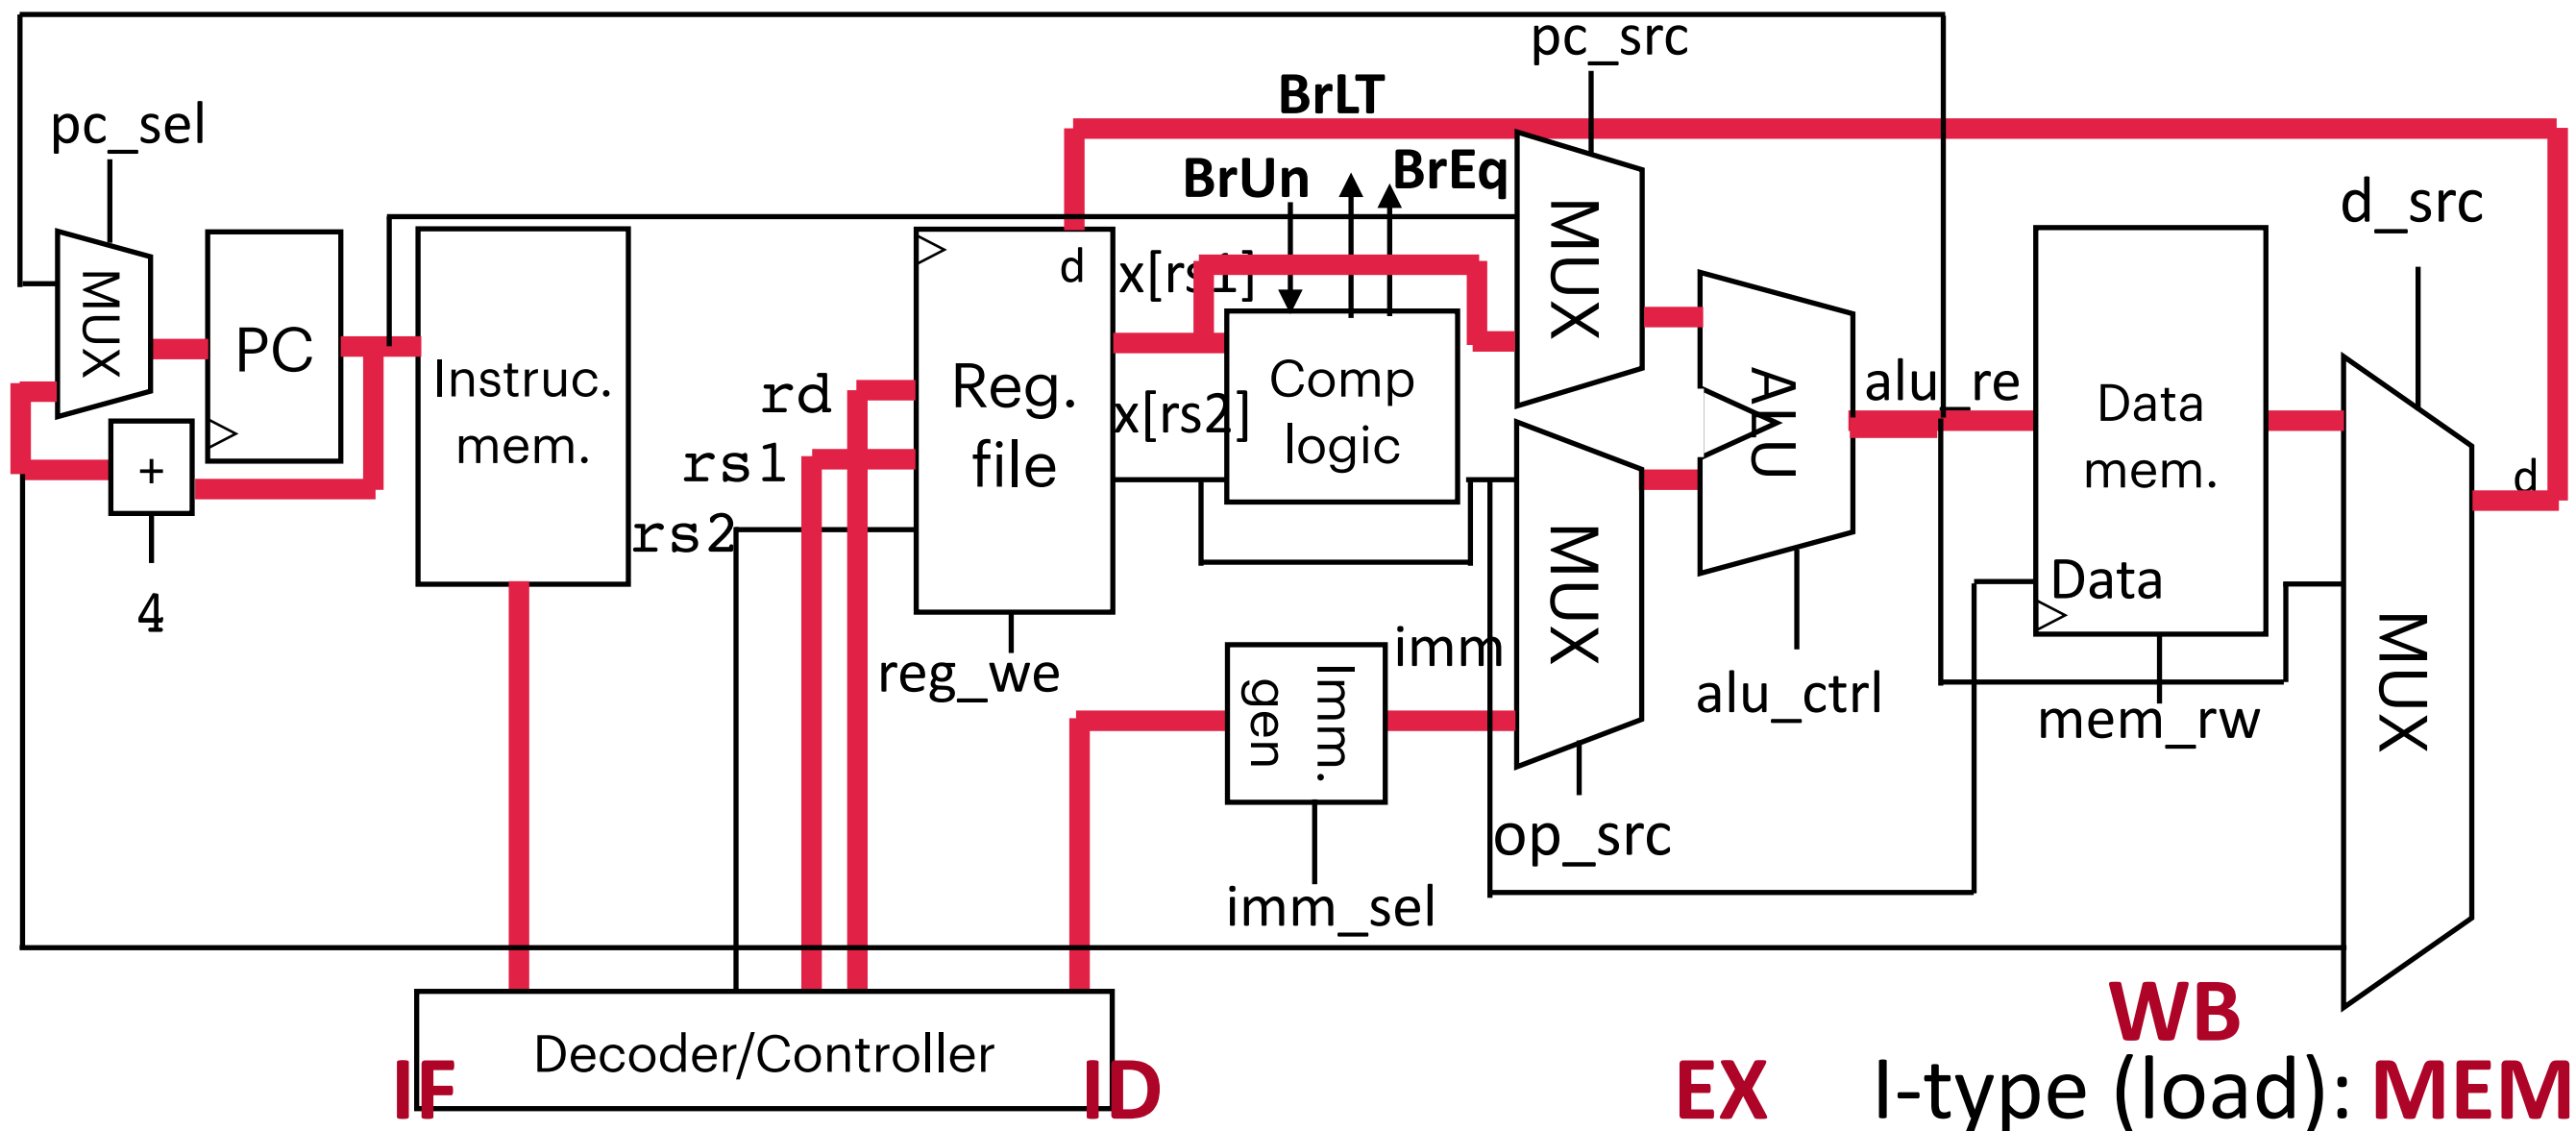 pc_src
BrLT
pc_sel
BrUn
BrEq
d_src
MUX
PC
Instruc.
mem.
d
x[rs1]
Reg.
file
x[rs2]
Comp
logic
MUX
ALU
alu_re
Data
mem.
Data
d
rd
rs1
rs2
+
4
reg_we
imm
Imm.
gen
MUX
alu_ctrl
mem_rw
MUX
op_src
imm_sel
WB
Decoder/Controller
IF
ID
EX
I-type (load):
MEM